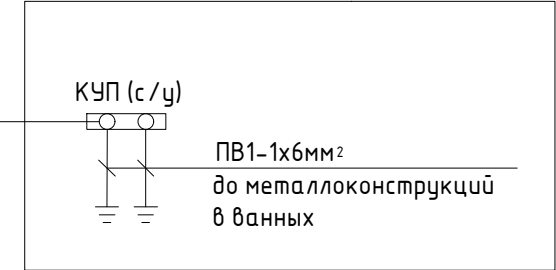 КУП (с/у)
ПВ1-1х6мм²
до металлоконструкций
в ванных